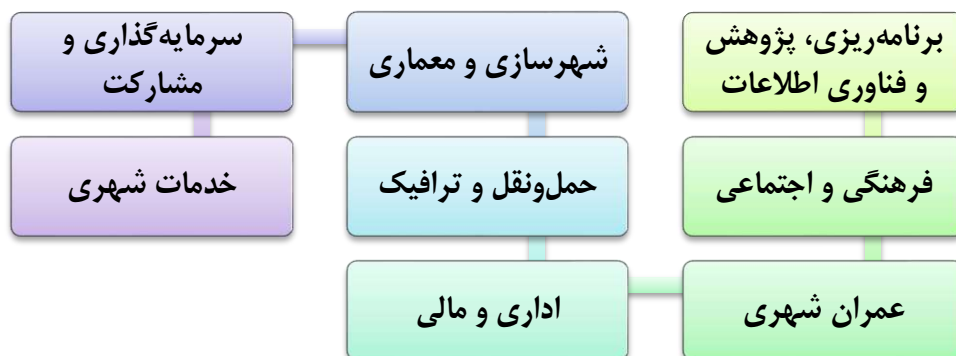 برنامه‌ریزی، پژوهش
و فناوری اطلاعات
فرهنگی و اجتماعی
عمران شهری
اداری و مالی
حمل‌ونقل و ترافیک
شهرسازی و معماری
سرمایه‌گذاری و
مشارکت
خدمات شهری